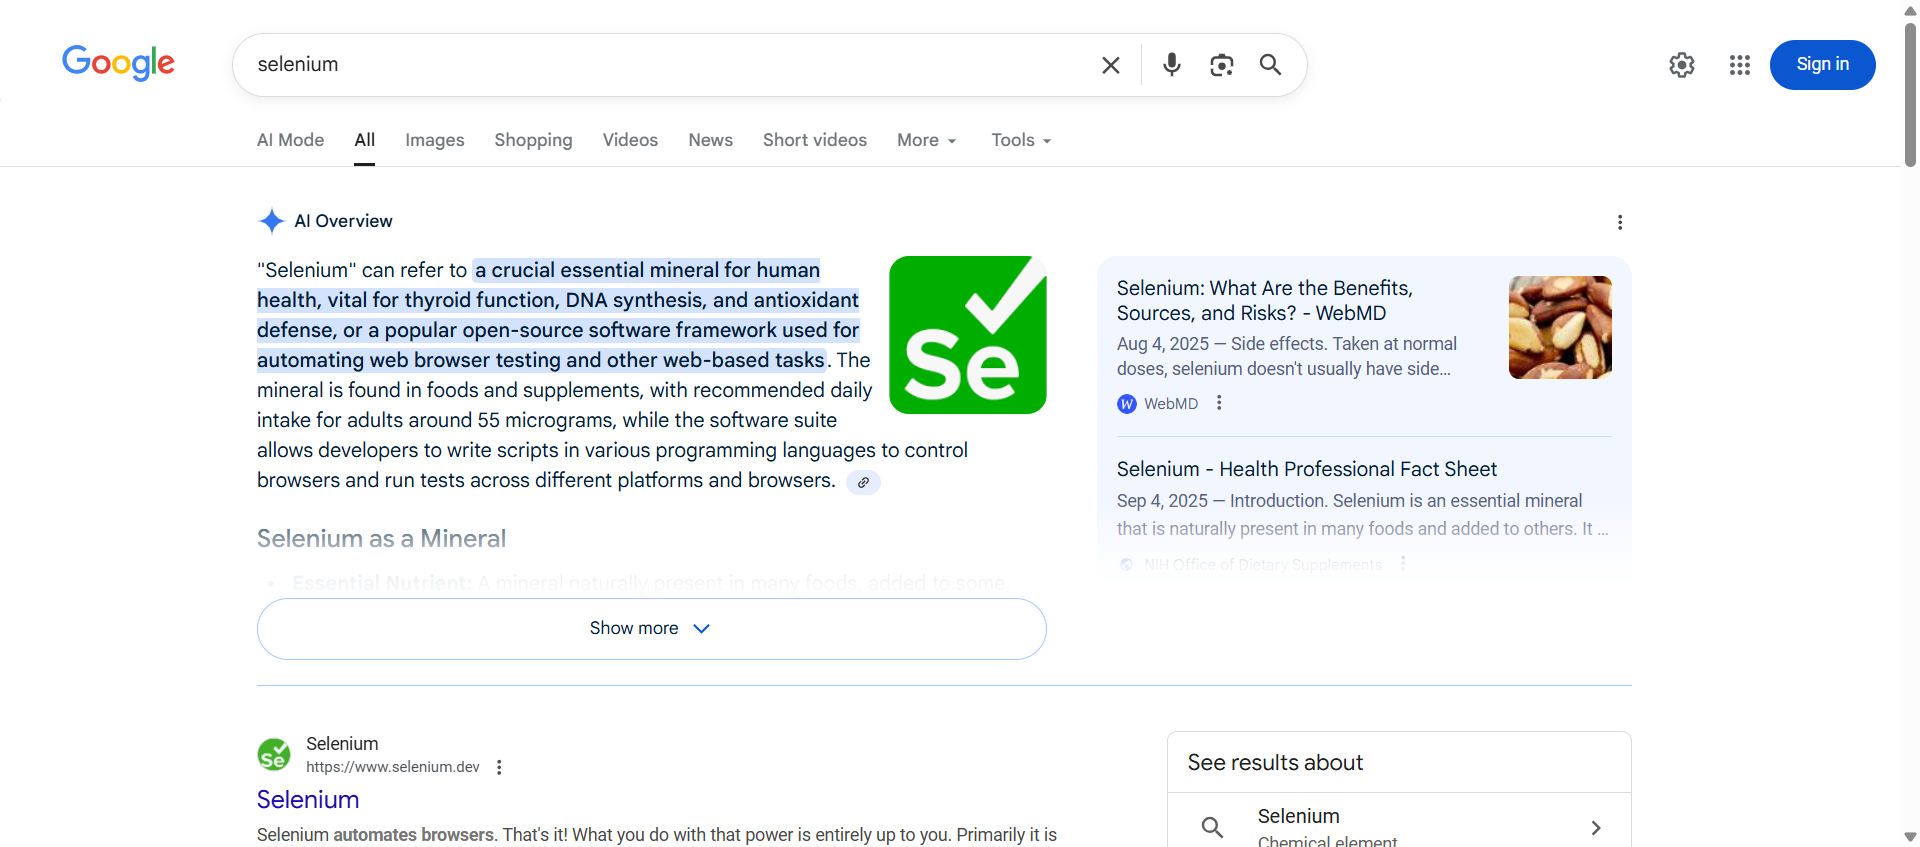 Google
selenium
Sign in
AI Mode
All
Images
Shopping
Videos
News
Short videos
More
Tools
AI Overview
"Selenium" can refer to a crucial essential mineral for human
health, vital for thyroid function, DNA synthesis, and antioxidant
defense, or a popular open-source software framework used for
automating web browser testing and other web-based tasks. The
mineral is found in foods and supplements, with recommended daily
intake for adults around 55 micrograms, while the software suite
allows developers to write scripts in various programming languages to control
browsers and run tests across different platforms and browsers.
Se
Selenium as a Mineral
• Essential Nutrient: A mineral naturally present in many foods, added to some
Show more
Selenium: What Are the Benefits,
Sources, and Risks? - WebMD
Aug 4, 2025 — Side effects. Taken at normal
doses, selenium doesn't usually have side...
W WebMD
Selenium - Health Professional Fact Sheet
Sep 4, 2025 — Introduction. Selenium is an essential mineral
that is naturally present in many foods and added to others. It ...
NIH Office of Dietary Supplements
Se
Selenium
https://www.selenium.dev
Selenium
Selenium automates browsers. That's it! What you do with that power is entirely up to you. Primarily it is
See results about
Selenium
Chemical element